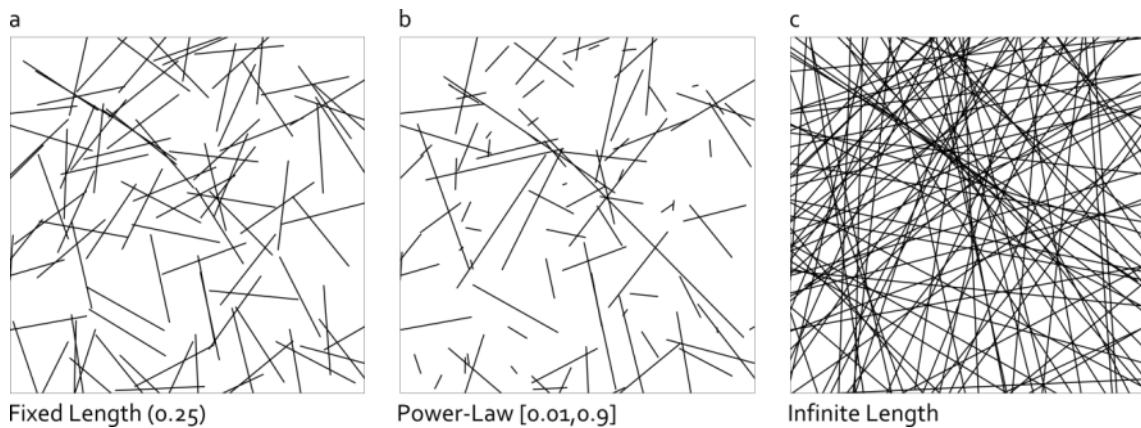 a
b
c
Fixed Length (0.25)
Power-Law [0.01,0.9]
Infinite Length